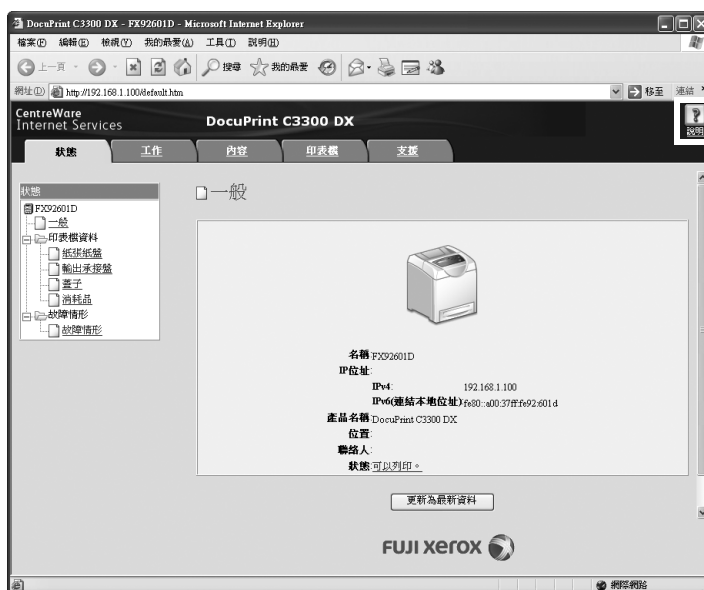 DocuPrint C3300 DX - FX92601D - Microsoft Internet Explorer
檔案(F) 編輯(E) 檢視(V) 我的最愛(A) 工具(T) 說明(H)
上一頁 搜尋 我的最愛
網址(D) http://192.168.1.100/default.htm 移至 連結 »
CentreWare
Internet Services
DocuPrint C3300 DX
說明
狀態 工作 內容 印表機 支援
狀態
FX92601D
一般
印表機資料
紙張紙盤
輸出承接盤
蓋子
消耗品
故障情形
故障情形
一般
名稱: FX92601D
IP位址:
IPv4: 192.168.1.100
IPv6(連結本地位址) fe80::a00:37ff:fe92:601d
產品名稱: DocuPrint C3300 DX
位置:
聯絡人:
狀態: 可以列印。
更新為最新資料
FUJI XEROX
網際網路